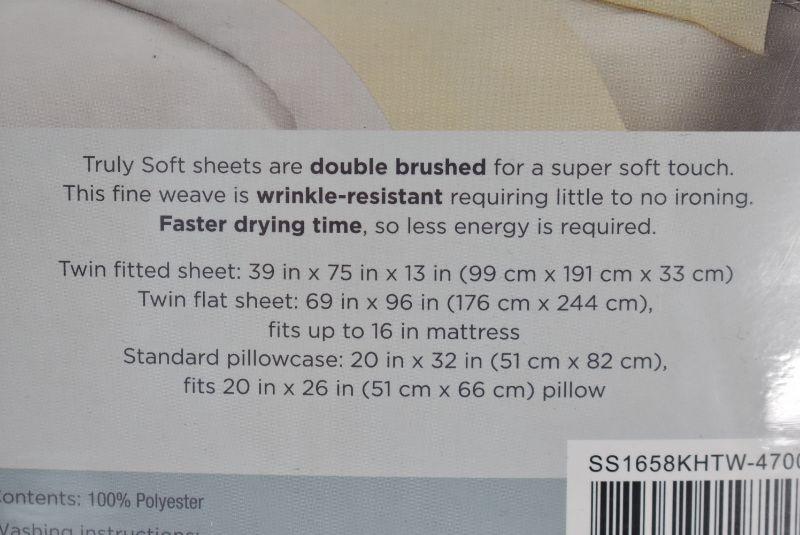 Truly Soft sheets are double brushed for a super soft touch.
This fine weave is wrinkle-resistant requiring little to no ironing.
Faster drying time, so less energy is required.
Twin fitted sheet: 39 in x 75 in x 13 in (99 cm x 191 cm x 33 cm)
Twin flat sheet: 69 in x 96 in (176 cm x 244 cm),
fits up to 16 in mattress
Standard pillowcase: 20 in x 32 in (51 cm x 82 cm),
fits 20 in x 26 in (51 cm x 66 cm) pillow
SS1658KHTW-4700
Contents: 100% Polyester
Washing instructions: